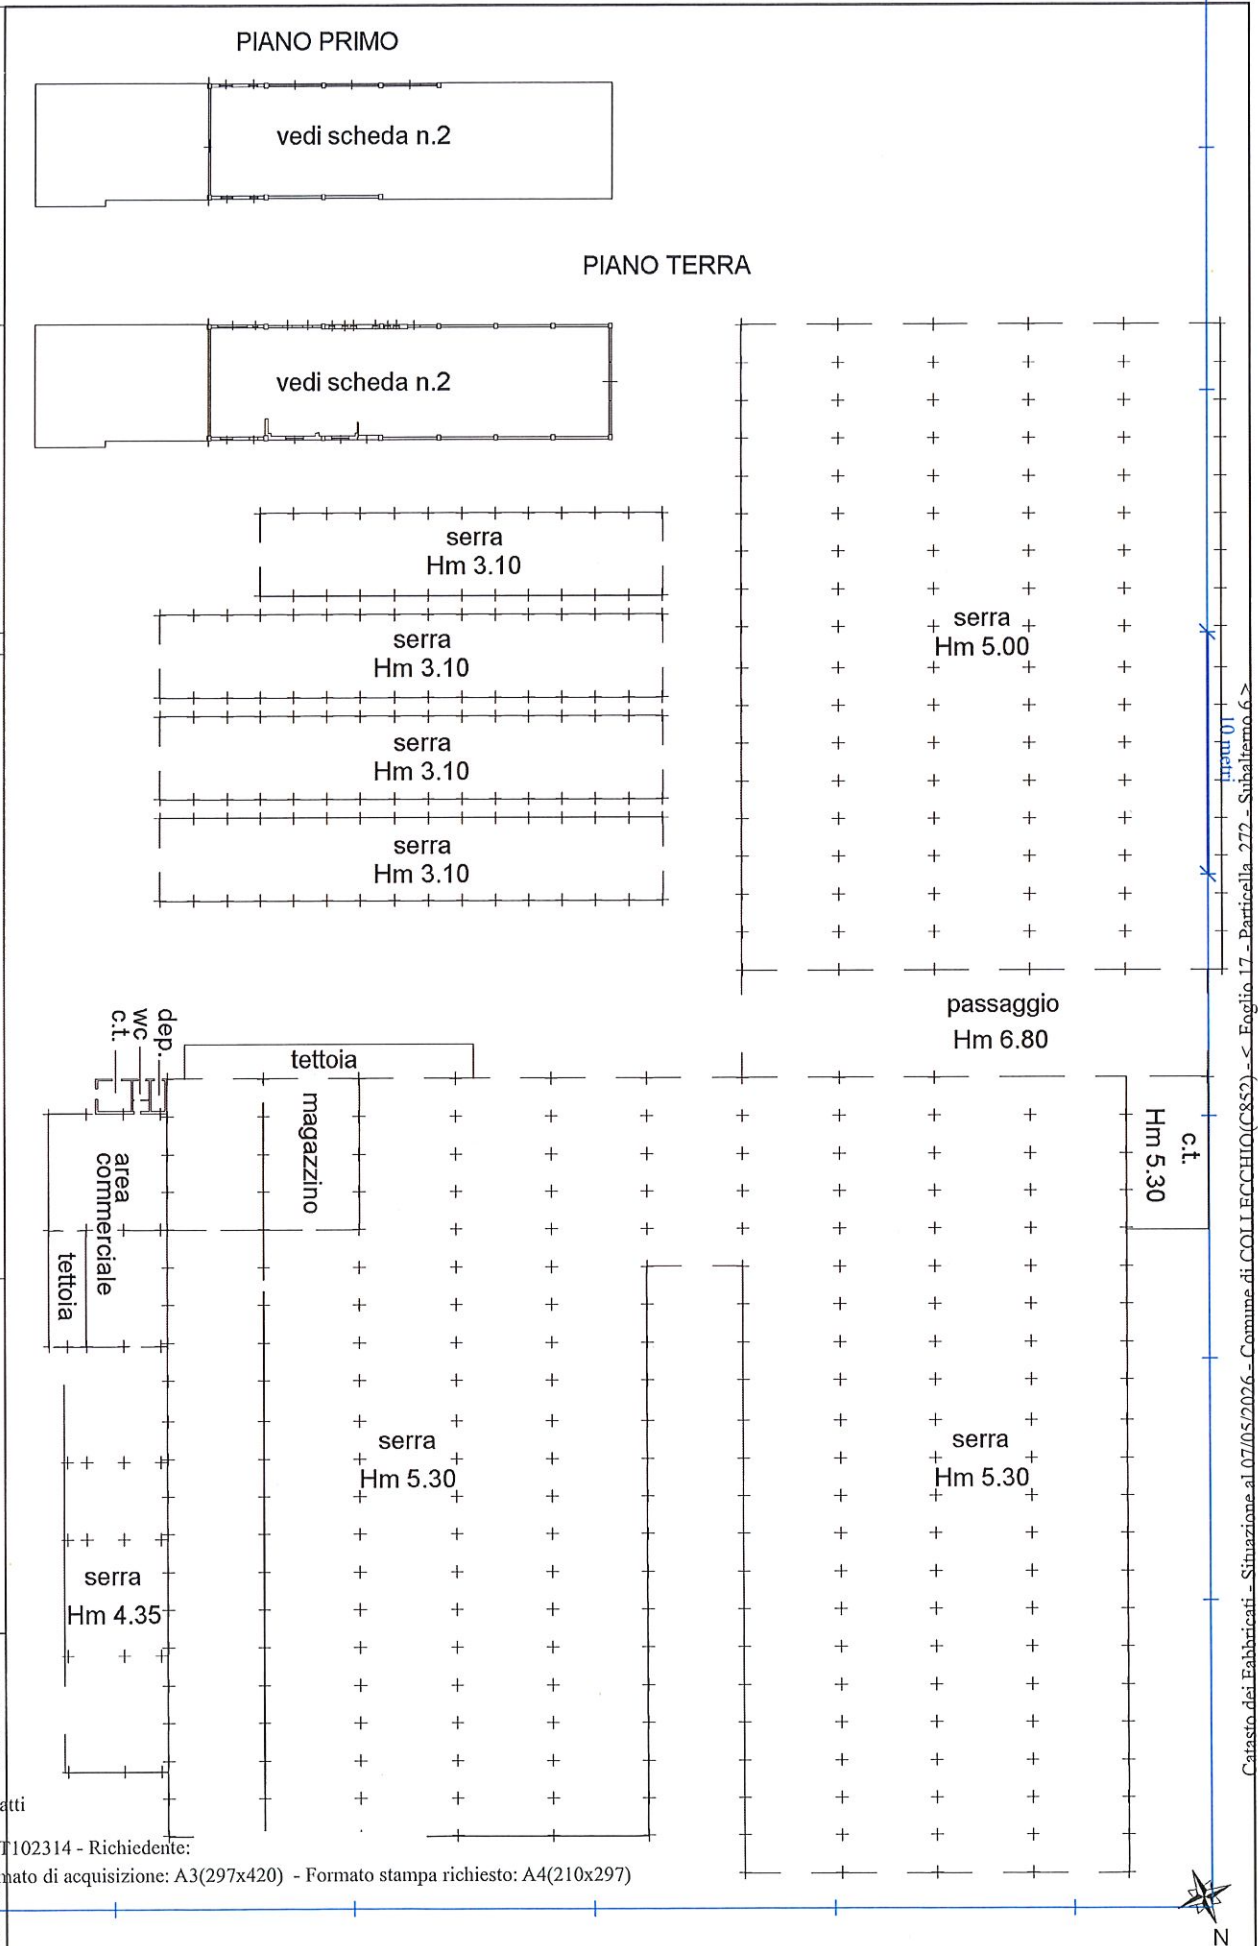 PIANO PRIMO
vedi scheda n.2
PIANO TERRA
vedi scheda n.2
serra
Hm 3.10
serra
Hm 3.10
serra
Hm 5.00
serra
Hm 3.10
serra
Hm 3.10
10 metri
passaggio
Hm 6.80
c.t.
wc
dep.
tettoia
magazzino
area
commerciale
tettoia
c.t.
Hm 5.30
serra
Hm 5.30
serra
Hm 5.30
serra
Hm 4.35
Catasto dei Fabbricati - Situazione al 07/05/2026 - Comune di COLLECCHIO(C852) - < Foglio 17 - Particella 272 - Subalterno 6 >
atti
T102314 - Richiedente:
mato di acquisizione: A3(297x420) - Formato stampa richiesto: A4(210x297)
N